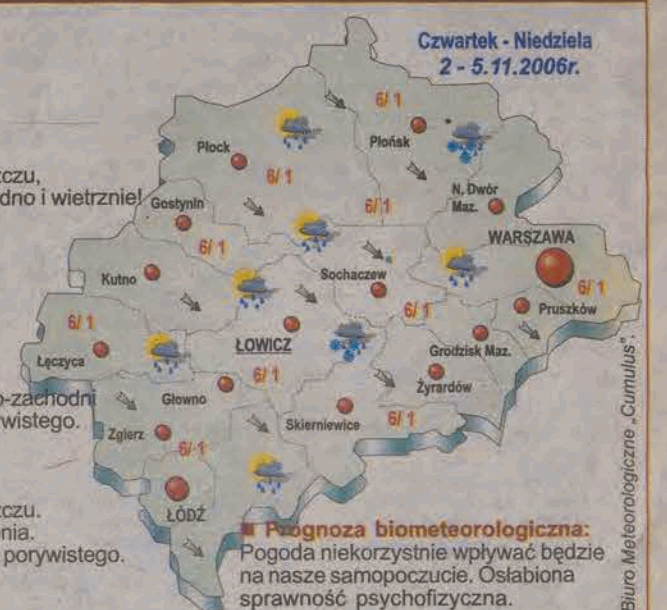 Czwartek - Niedziela
2 - 5.11.2006r.
6/ 1
Płońsk
Płock
6/ 1
zczu,
dno i wietrznie!
N. Dwór
Maz.
Gostynin
6/ 1
WARSZAWA
6/ 1
Kutno
Sochaczew
6/ 1
6/ 1
Pruszków
6/ 1
ŁOWICZ
Grodzisk Maz.
Łęczyca
6/ 1
Żyrardów
o-zachodni
wistego.
Głowno
Skierniewice
6/ 1
Zgierz
6/ 1
zczu.
enia.
porywistego.
ŁÓDŹ
■ Prognoza biometeorologiczna:
Pogoda niekorzystnie wpływać będzie
na nasze samopoczucie. Osłabiona
sprawność psychofizyczna.
Biuro Meteorologiczne „Cumulus”.